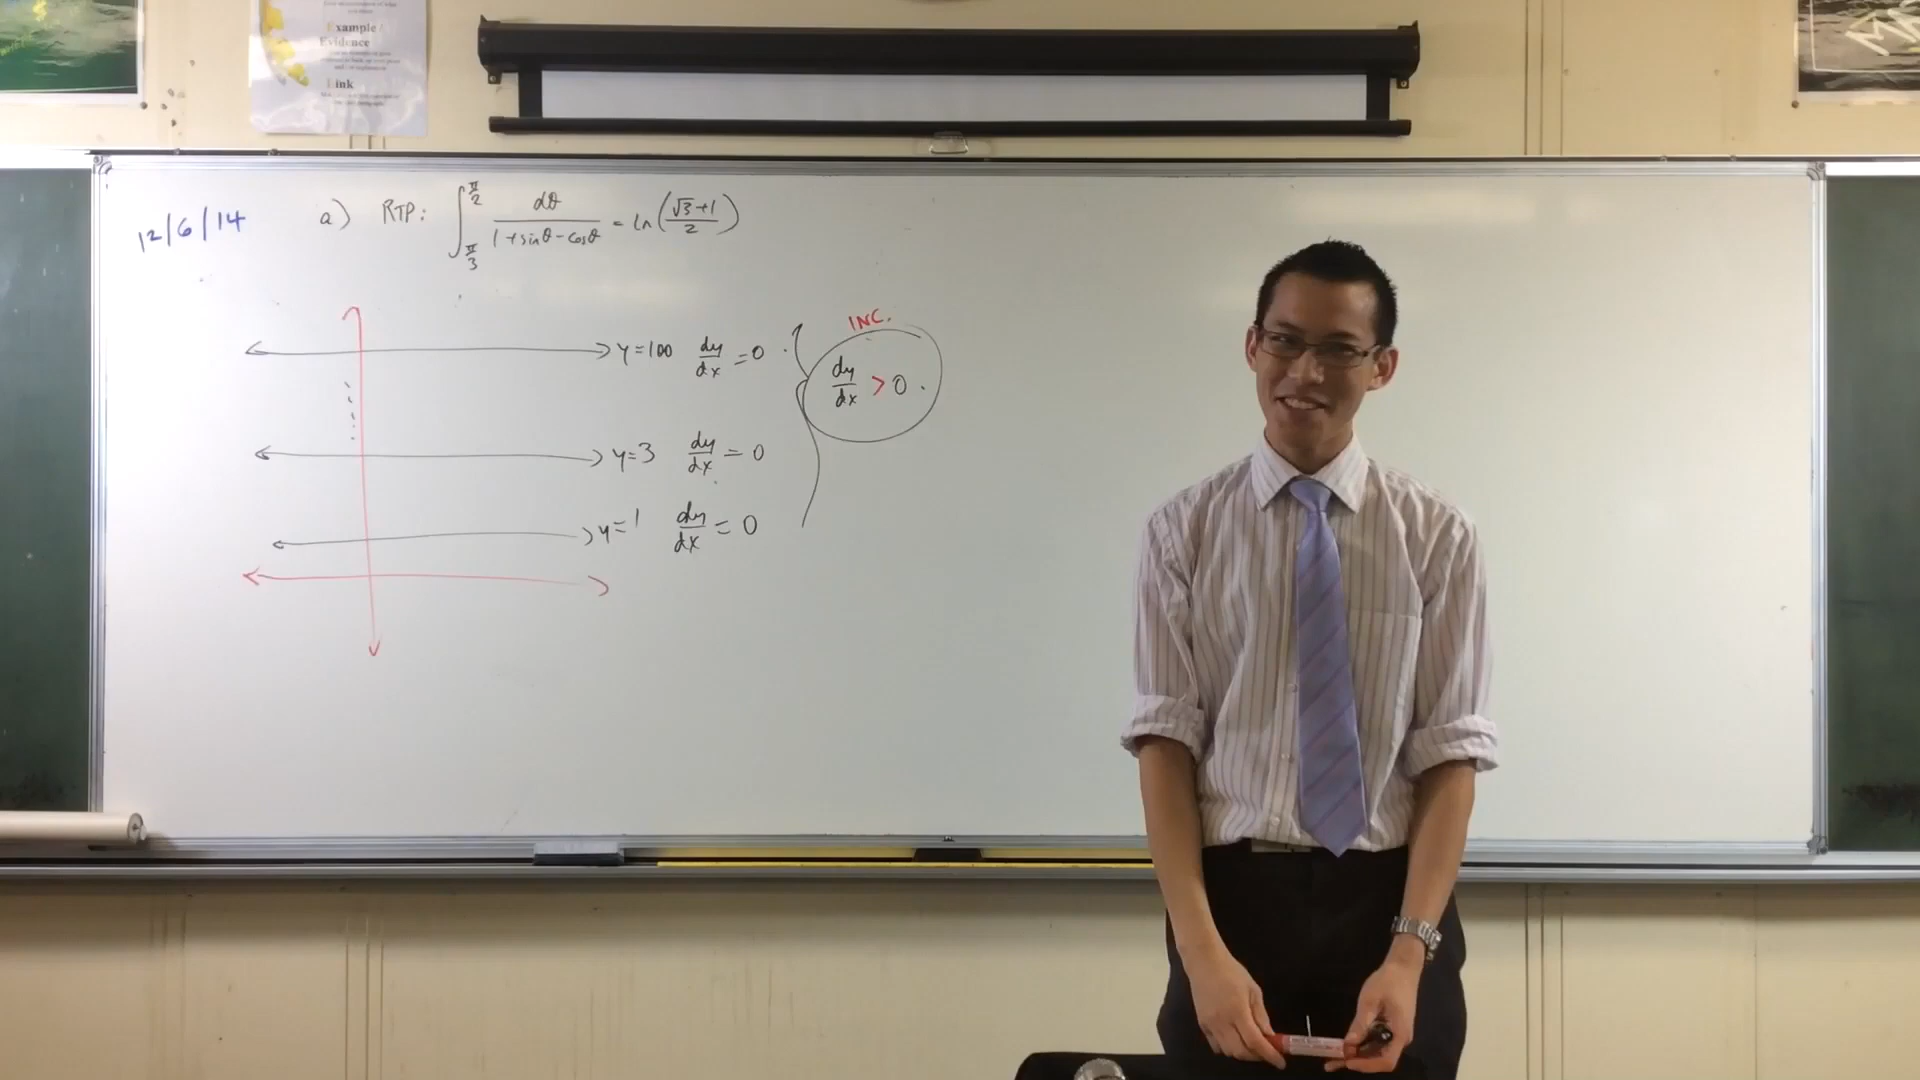 Example /
Evidence
Link
12/6/14
a) RTP: ∫_{π/3}^{π/2} dθ/(1+sinθ-cosθ) = ln((√3+1)/2)
INC.
y=100 dy/dx = 0
dy/dx > 0.
y=3 dy/dx = 0
y=1 dy/dx = 0